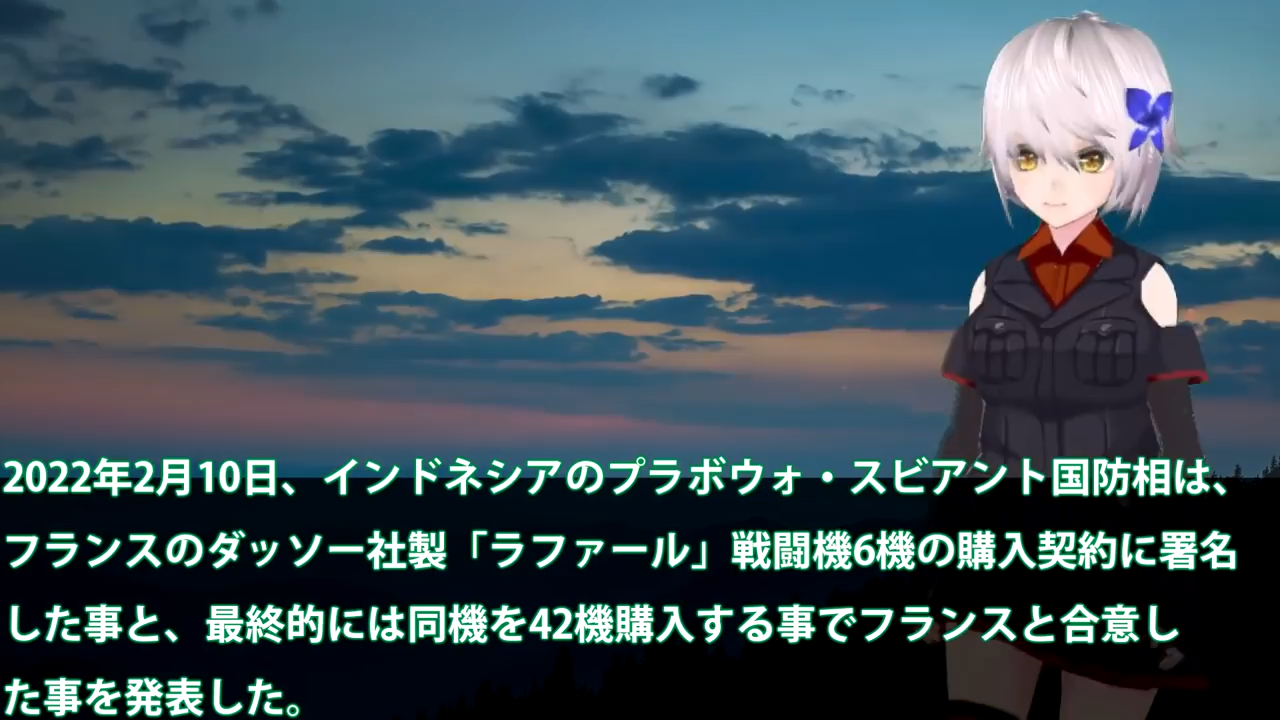 2022年2月10日、インドネシアのプラボウォ・スビアント国防相は、
フランスのダッソー社製「ラファール」戦闘機6機の購入契約に署名
した事と、最終的には同機を42機購入する事でフランスと合意し
た事を発表した。